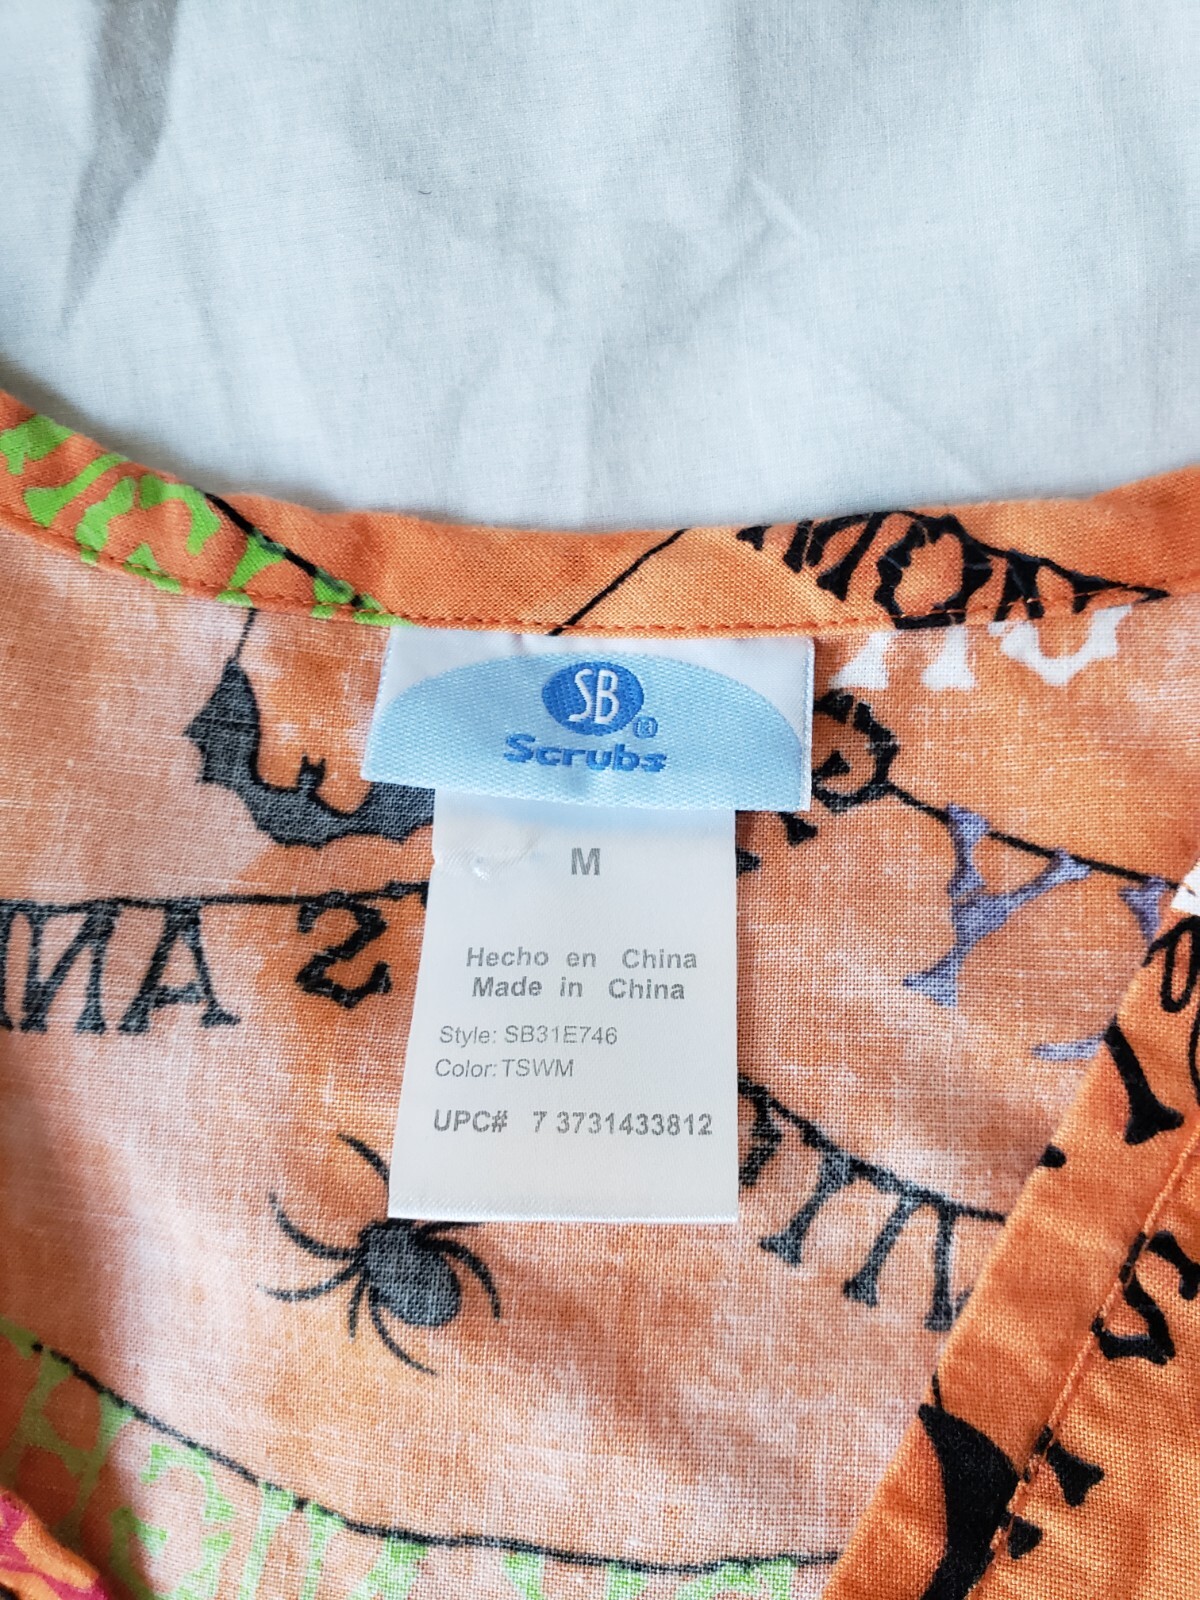 SB®
Scrubs
M
Hecho en China
Made in China
Style: SB31E746
Color: TSWM
UPC# 7 3731433812